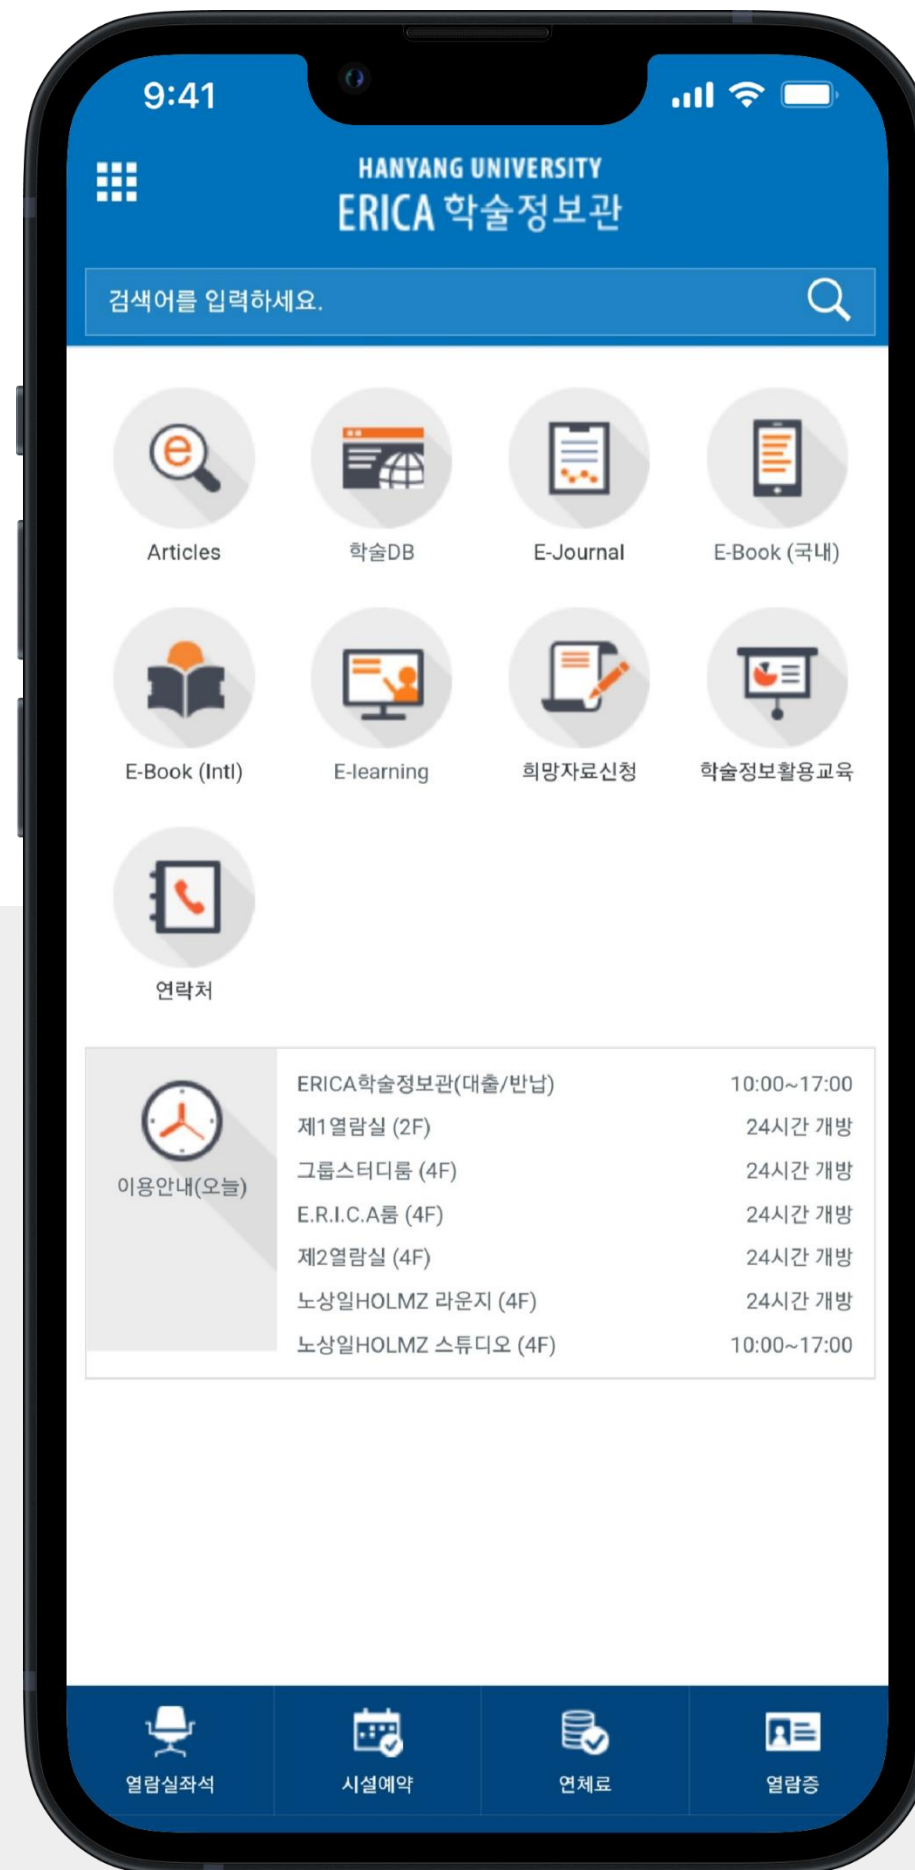 9:41
HANYANG UNIVERSITY
ERICA 학술정보관
검색어를 입력하세요.
Articles
학술DB
E-Journal
E-Book (국내)
E-Book (Intl)
E-learning
희망자료신청
학술정보활용교육
연락처
이용안내(오늘)
ERICA학술정보관(대출/반납) 10:00~17:00
제1열람실 (2F) 24시간 개방
그룹스터디룸 (4F) 24시간 개방
E.R.I.C.A룸 (4F) 24시간 개방
제2열람실 (4F) 24시간 개방
노상일HOLMZ 라운지 (4F) 24시간 개방
노상일HOLMZ 스튜디오 (4F) 10:00~17:00
열람실좌석
시설예약
연체료
열람증